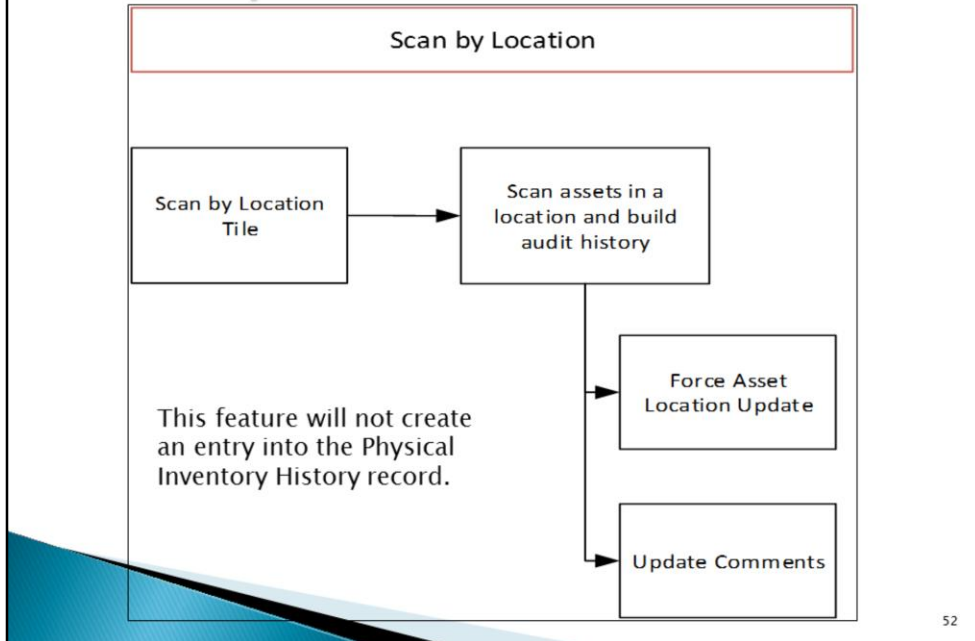 Scan by Location
Scan by Location
Tile
Scan assets in a
location and build
audit history
Force Asset
Location Update
This feature will not create
an entry into the Physical
Inventory History record.
Update Comments
52